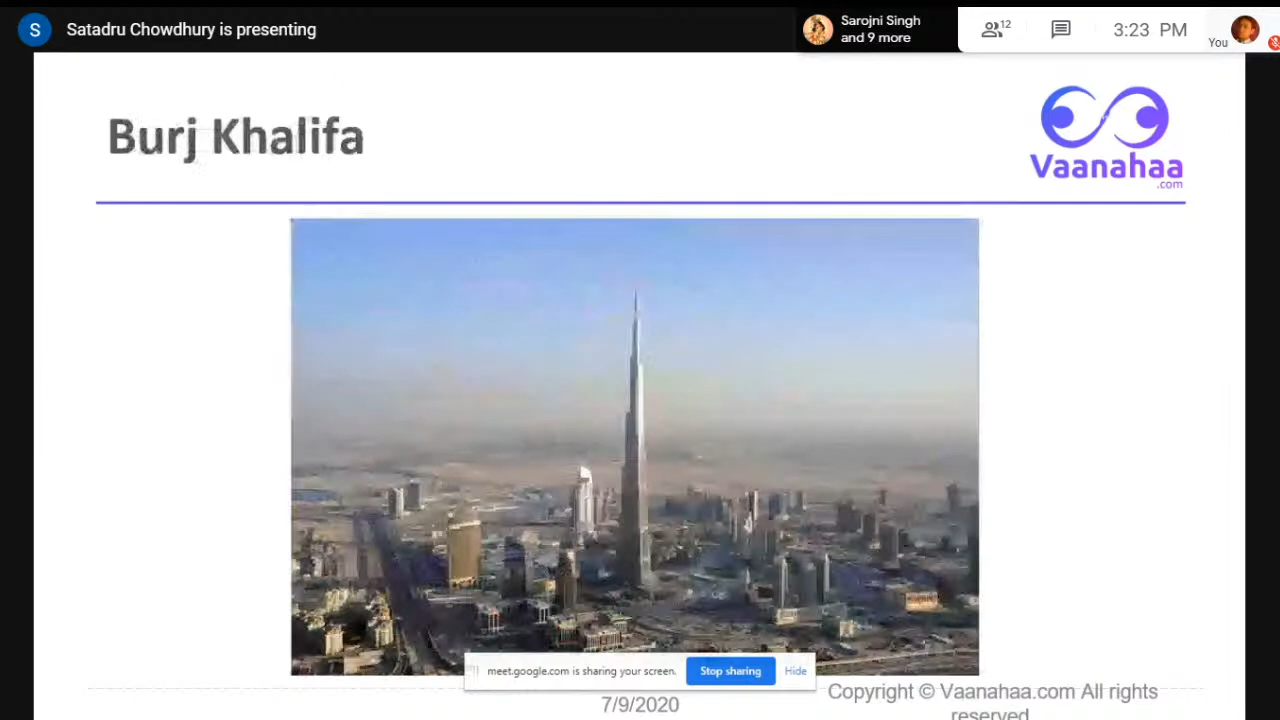 S
Satadru Chowdhury is presenting
Sarojni Singh
and 9 more
12
3:23 PM
You
Burj Khalifa
Vaanahaa
.com
meet.google.com is sharing your screen.
Stop sharing
Hide
7/9/2020
Copyright © Vaanahaa.com All rights
reserved